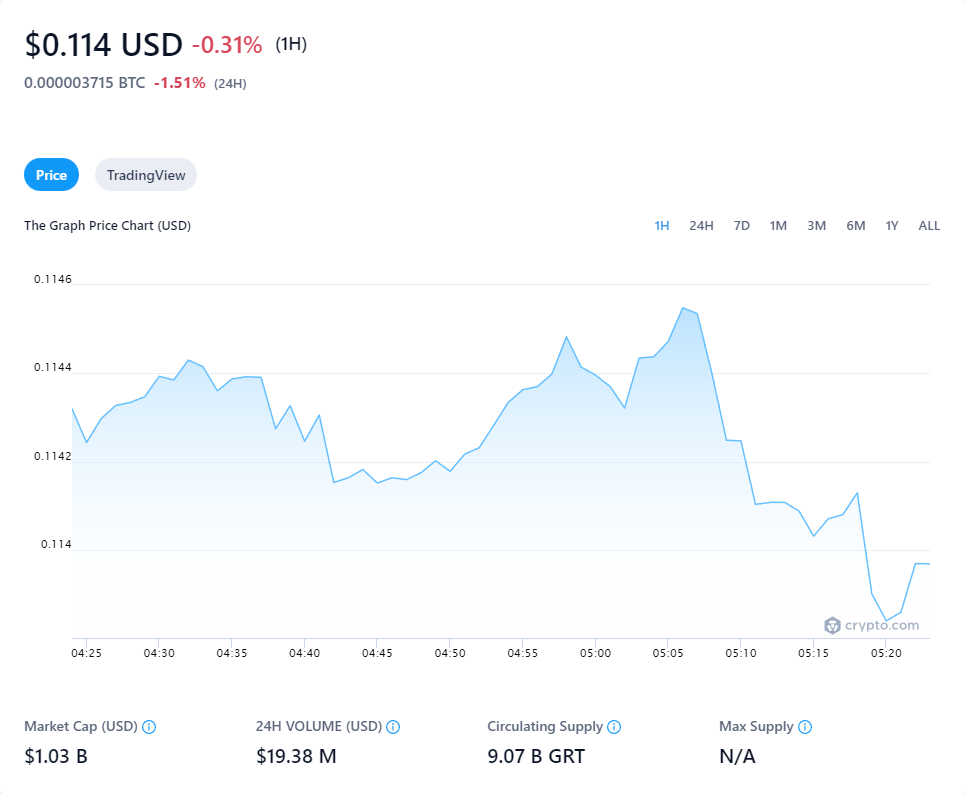 $0.114 USD -0.31% (1H)
0.000003715 BTC -1.51% (24H)
Price TradingView
The Graph Price Chart (USD) 1H 24H 7D 1M 3M 6M 1Y ALL
0.1146
0.1144
0.1142
0.114
crypto.com
04:25 04:30 04:35 04:40 04:45 04:50 04:55 05:00 05:05 05:10 05:15 05:20
Market Cap (USD) 24H VOLUME (USD) Circulating Supply Max Supply
$1.03 B $19.38 M 9.07 B GRT N/A